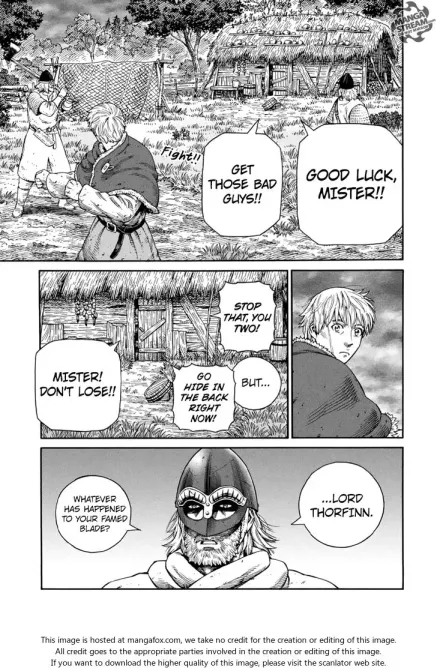 MANGA
STREAM
GOOD LUCK,
MISTER!!
GET
THOSE BAD
GUYS!!
Fight!!
STOP
THAT, YOU
TWO!
BUT...
GO
HIDE IN
THE BACK
RIGHT
NOW!
MISTER!
DON'T LOSE!!
...LORD
THORFINN.
WHATEVER
HAS HAPPENED
TO YOUR FAMED
BLADE?
This image is hosted at mangafox.com, we take no credit for the creation or editing of this image.
All credit goes to the appropriate parties involved in the creation or editing of this image.
If you want to download the higher quality of this image, please visit the scanlator web site.